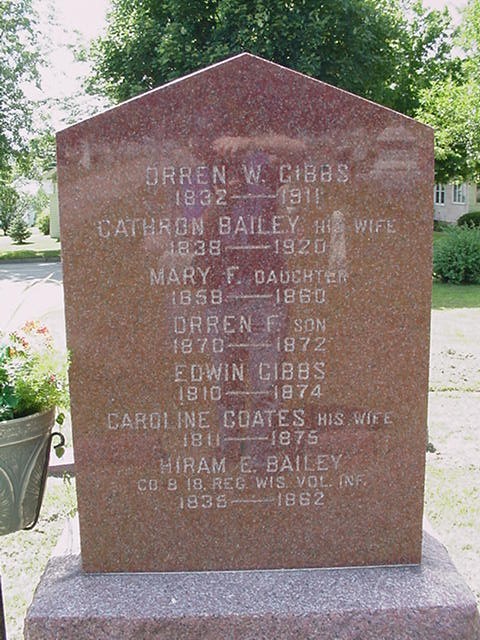 ORREN W. GIBBS
1832——1911
CATHRON BAILEY HIS WIFE
1838——1920
MARY F. DAUGHTER
1858——1860
ORREN F. SON
1870——1872
EDWIN GIBBS
1810——1874
CAROLINE COATES HIS WIFE
1811——1875
HIRAM E. BAILEY
CO B 18. REG. WIS. VOL. INF.
1835——1862